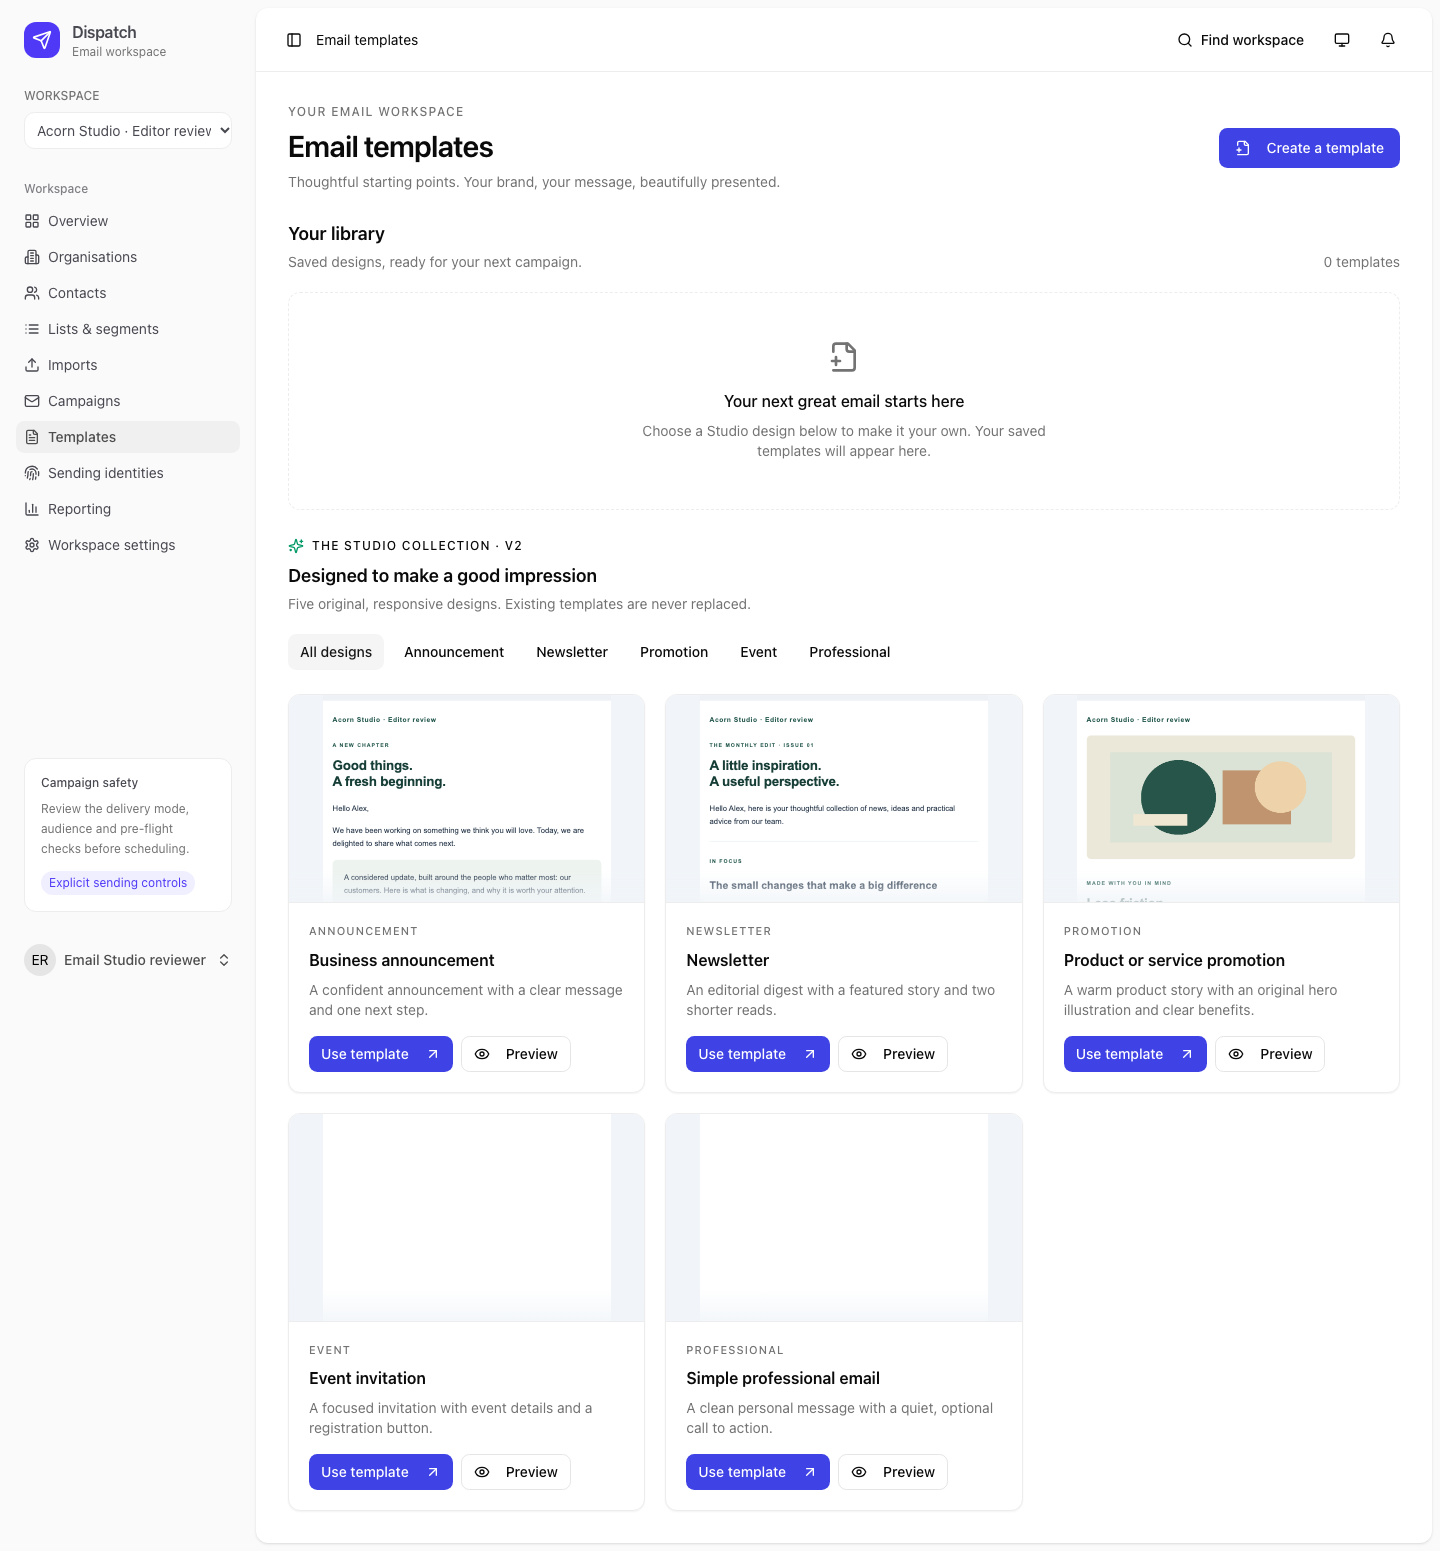 Dispatch
Email workspace
WORKSPACE
Acorn Studio · Editor review
Workspace
Overview
Organisations
Contacts
Lists & segments
Imports
Campaigns
Templates
Sending identities
Reporting
Workspace settings
Campaign safety
Review the delivery mode,
audience and pre-flight
checks before scheduling.
Explicit sending controls
ER
Email Studio reviewer
Email templates
Find workspace
YOUR EMAIL WORKSPACE
Email templates
Create a template
Thoughtful starting points. Your brand, your message, beautifully presented.
Your library
Saved designs, ready for your next campaign.
0 templates
Your next great email starts here
Choose a Studio design below to make it your own. Your saved
templates will appear here.
THE STUDIO COLLECTION · V2
Designed to make a good impression
Five original, responsive designs. Existing templates are never replaced.
All designs
Announcement
Newsletter
Promotion
Event
Professional
Acorn Studio · Editor review
A NEW CHAPTER
Good things.
A fresh beginning.
Hello Alex,
We have been working on something we think you will love. Today, we are
delighted to share what comes next.
A considered update, built around the people who matter most: our
customers. Here is what is changing, and why it is worth your attention.
ANNOUNCEMENT
Business announcement
A confident announcement with a clear message
and one next step.
Use template
Preview
Acorn Studio · Editor review
THE MONTHLY EDIT · ISSUE 01
A little inspiration.
A useful perspective.
Hello Alex, here is your thoughtful collection of news, ideas and practical
advice from our team.
IN FOCUS
The small changes that make a big difference
NEWSLETTER
Newsletter
An editorial digest with a featured story and two
shorter reads.
Use template
Preview
Acorn Studio · Editor review
MADE WITH YOU IN MIND
Less friction
PROMOTION
Product or service promotion
A warm product story with an original hero
illustration and clear benefits.
Use template
Preview
EVENT
Event invitation
A focused invitation with event details and a
registration button.
Use template
Preview
PROFESSIONAL
Simple professional email
A clean personal message with a quiet, optional
call to action.
Use template
Preview